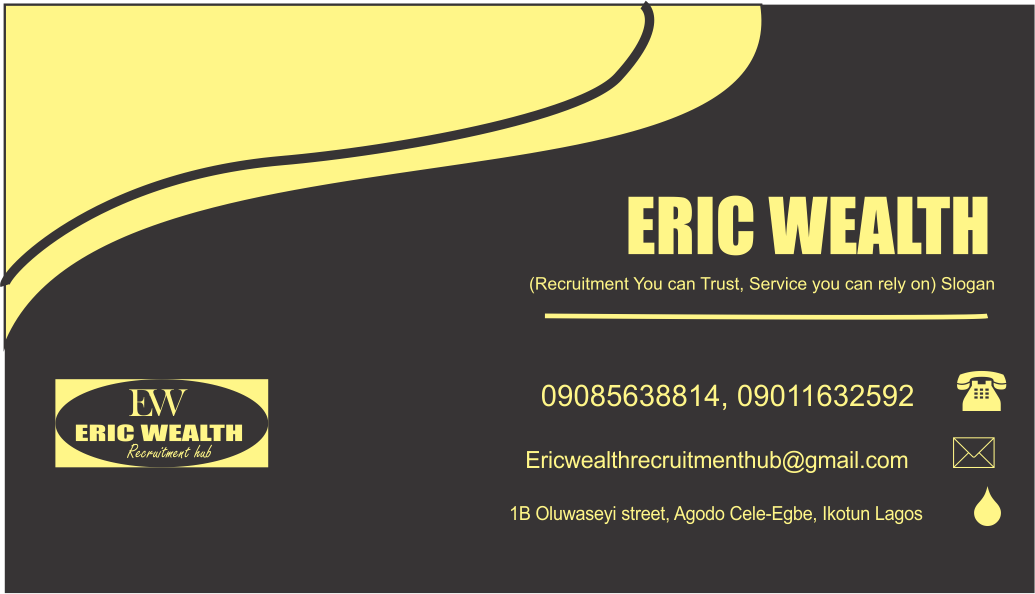 ERIC WEALTH
(Recruitment You can Trust, Service you can rely on) Slogan
EW
ERIC WEALTH
Recruitment hub
09085638814, 09011632592
Ericwealthrecruitmenthub@gmail.com
1B Oluwaseyi street, Agodo Cele-Egbe, Ikotun Lagos